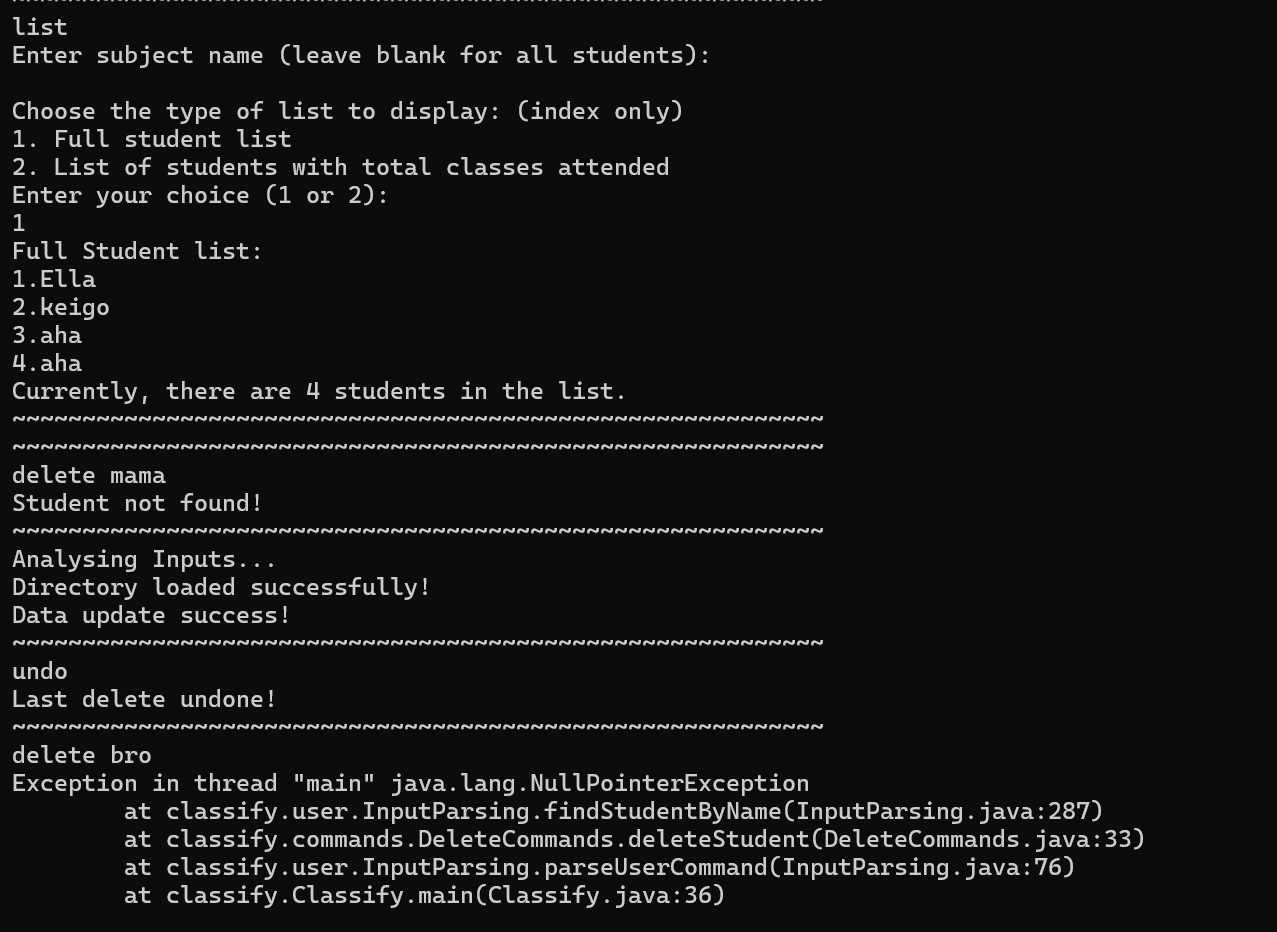 ~~~~~~~~~~~~~~~~~~~~~~~~~~~~~~~~~~~~~~~~~~~~~~~~~~~~~~~~~~
list
Enter subject name (leave blank for all students):
Choose the type of list to display: (index only)
1. Full student list
2. List of students with total classes attended
Enter your choice (1 or 2):
1
Full Student list:
1.Ella
2.keigo
3.aha
4.aha
Currently, there are 4 students in the list.
~~~~~~~~~~~~~~~~~~~~~~~~~~~~~~~~~~~~~~~~~~~~~~~~~~~~~~~~~~
~~~~~~~~~~~~~~~~~~~~~~~~~~~~~~~~~~~~~~~~~~~~~~~~~~~~~~~~~~
delete mama
Student not found!
~~~~~~~~~~~~~~~~~~~~~~~~~~~~~~~~~~~~~~~~~~~~~~~~~~~~~~~~~~
Analysing Inputs...
Directory loaded successfully!
Data update success!
~~~~~~~~~~~~~~~~~~~~~~~~~~~~~~~~~~~~~~~~~~~~~~~~~~~~~~~~~~
undo
Last delete undone!
~~~~~~~~~~~~~~~~~~~~~~~~~~~~~~~~~~~~~~~~~~~~~~~~~~~~~~~~~~
delete bro
Exception in thread "main" java.lang.NullPointerException
        at classify.user.InputParsing.findStudentByName(InputParsing.java:287)
        at classify.commands.DeleteCommands.deleteStudent(DeleteCommands.java:33)
        at classify.user.InputParsing.parseUserCommand(InputParsing.java:76)
        at classify.Classify.main(Classify.java:36)